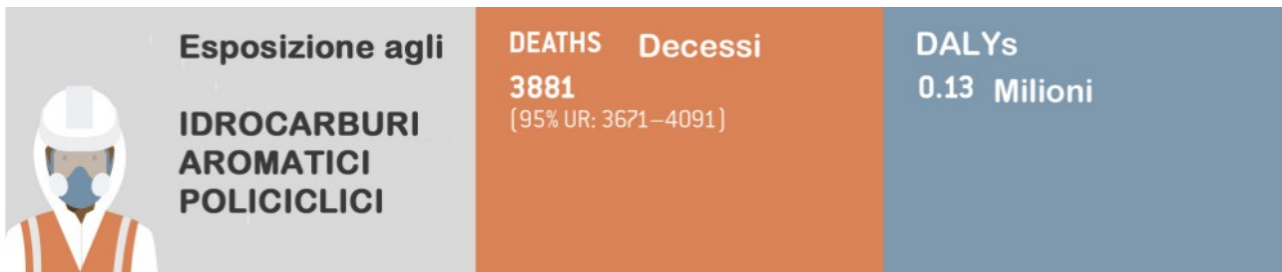 Esposizione agli
IDROCARBURI
AROMATICI
POLICICLICI
DEATHS Decessi
3881
(95% UR: 3671–4091)
DALYs
0.13 Milioni